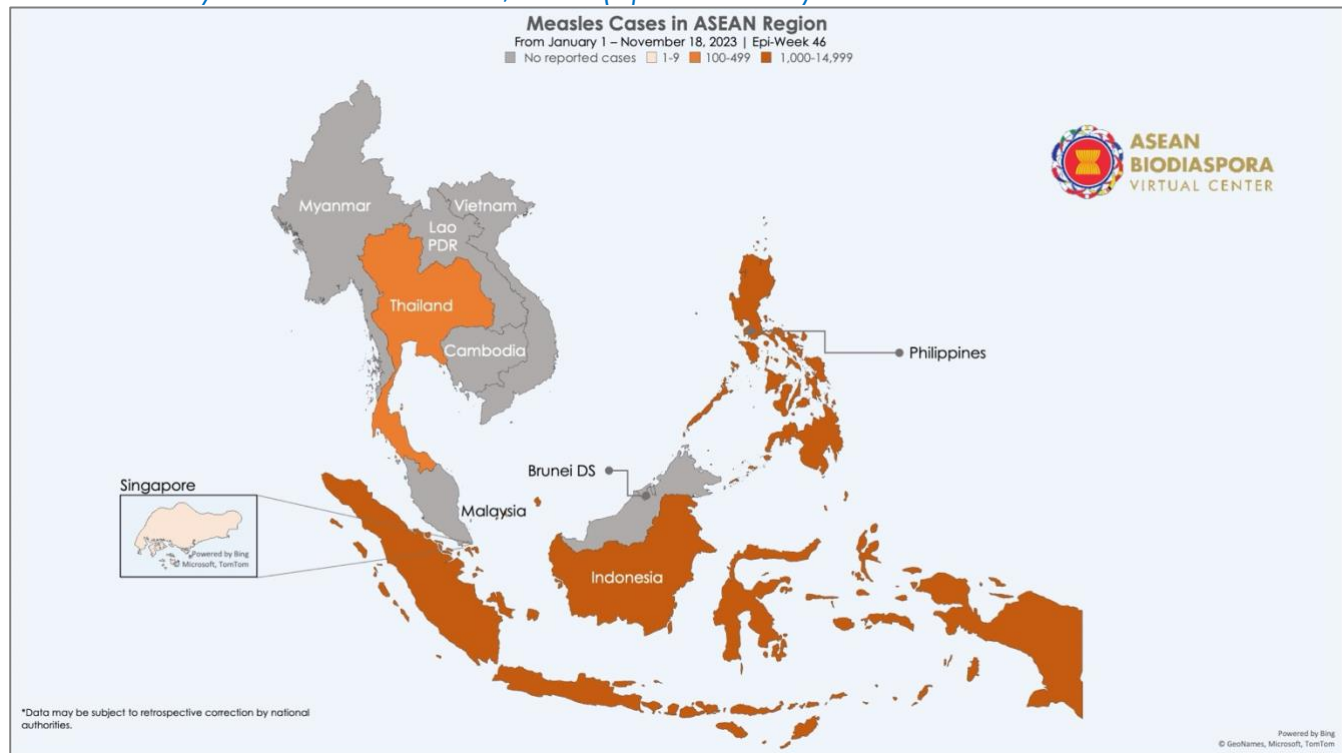 Measles Cases in ASEAN Region
From January 1 – November 18, 2023 | Epi-Week 46
No reported cases 1-9 100-499 1,000-14,999
ASEAN
BIODIASPORA
VIRTUAL CENTER
Myanmar
Vietnam
Lao
PDR
Thailand
Cambodia
Philippines
Brunei DS
Singapore
Malaysia
Powered by Bing
© Microsoft, TomTom
Indonesia
*Data may be subject to retrospective correction by national
authorities.
Powered by Bing
© GeoNames, Microsoft, TomTom